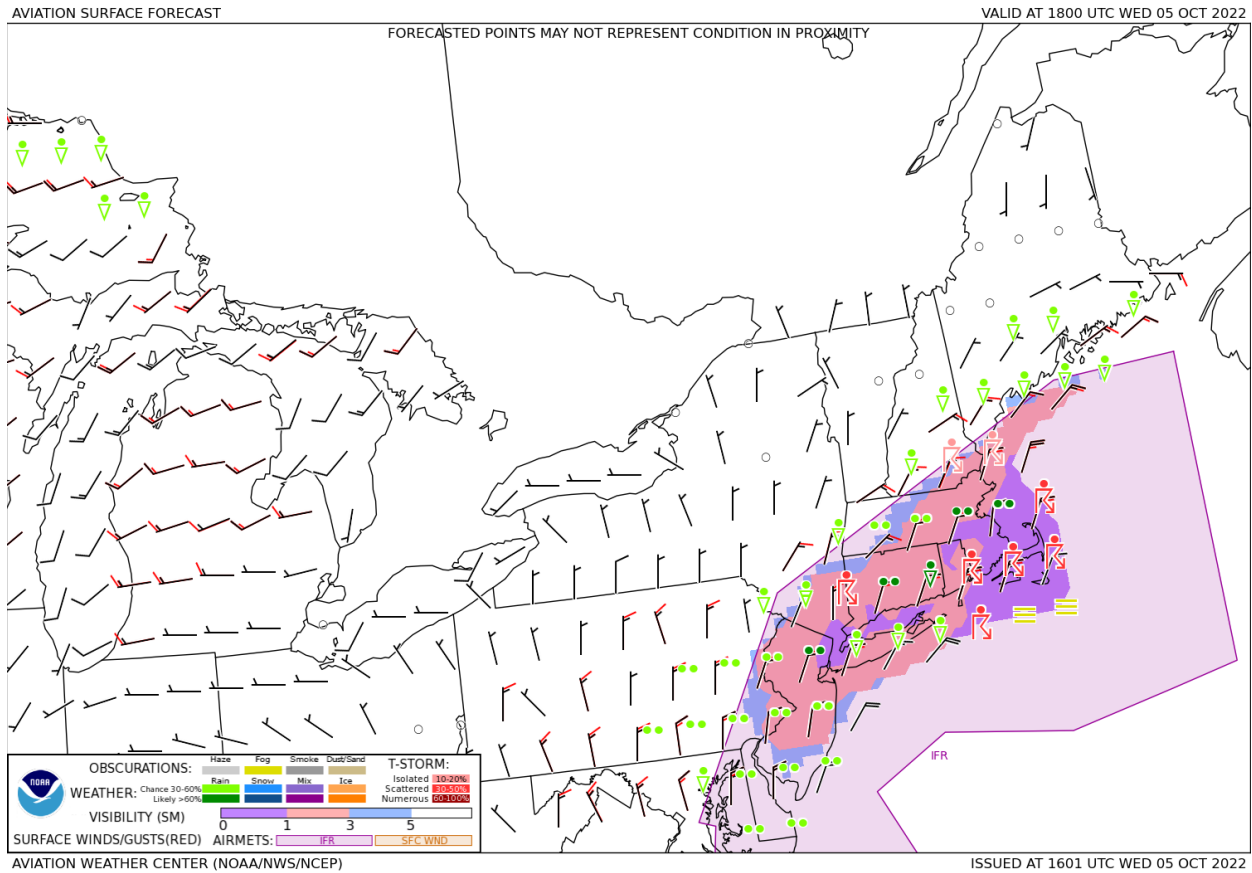 AVIATION SURFACE FORECAST
VALID AT 1800 UTC WED 05 OCT 2022
FORECASTED POINTS MAY NOT REPRESENT CONDITION IN PROXIMITY
IFR
NOAA
OBSCURATIONS: Haze Fog Smoke Dust/Sand
WEATHER: Rain Snow Mix Ice
Chance 30-60%
Likely >60%
T-STORM:
Isolated 10-20%
Scattered 30-50%
Numerous 60-100%
VISIBILITY (SM) 0 1 3 5
SURFACE WINDS/GUSTS(RED) AIRMETS: IFR SFC WND
AVIATION WEATHER CENTER (NOAA/NWS/NCEP)
ISSUED AT 1601 UTC WED 05 OCT 2022